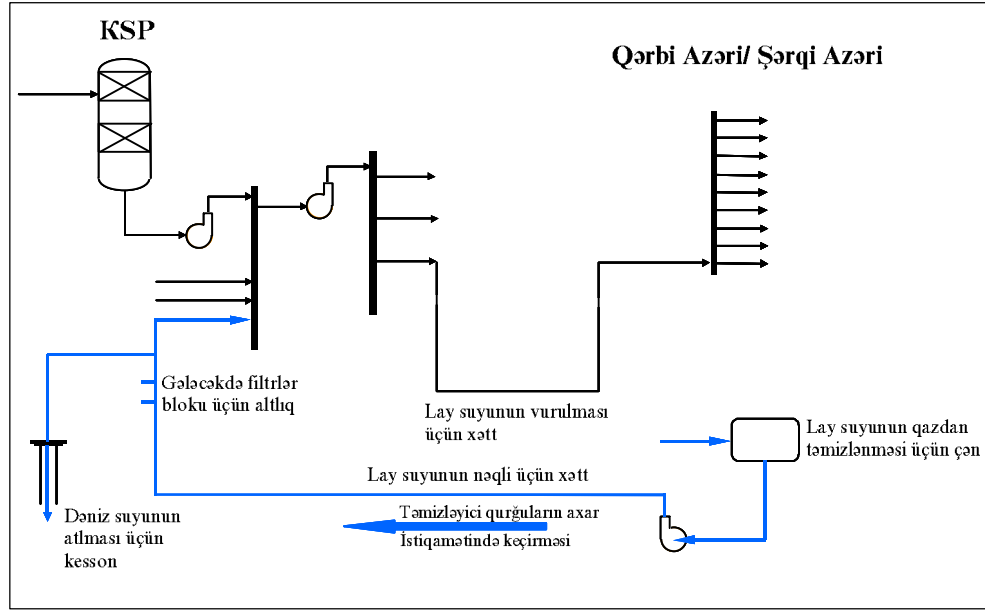 KSP
Qərbi Azəri/ Şərqi Azəri
Gələcəkdə filtrlər
bloku üçün altlıq
Lay suyunun vurulması
üçün xətt
Lay suyunun qazdan
təmizlənməsi üçün çən
Lay suyunun nəqli üçün xətt
Dəniz suyunun
atlması üçün
kesson
Təmizləyici qurğuların axar
İstiqamətində keçirməsi